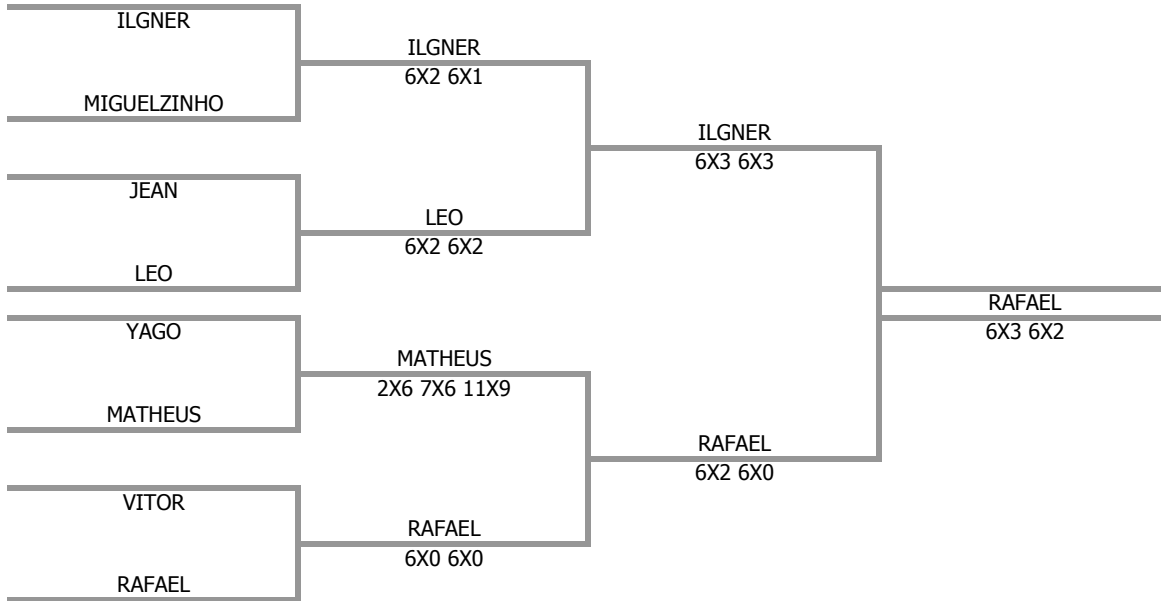 ILGNER
MIGUELZINHO
JEAN
LEO
YAGO
MATHEUS
VITOR
RAFAEL
ILGNER
6X2 6X1
LEO
6X2 6X2
MATHEUS
2X6 7X6 11X9
RAFAEL
6X0 6X0
ILGNER
6X3 6X3
RAFAEL
6X2 6X0
RAFAEL
6X3 6X2